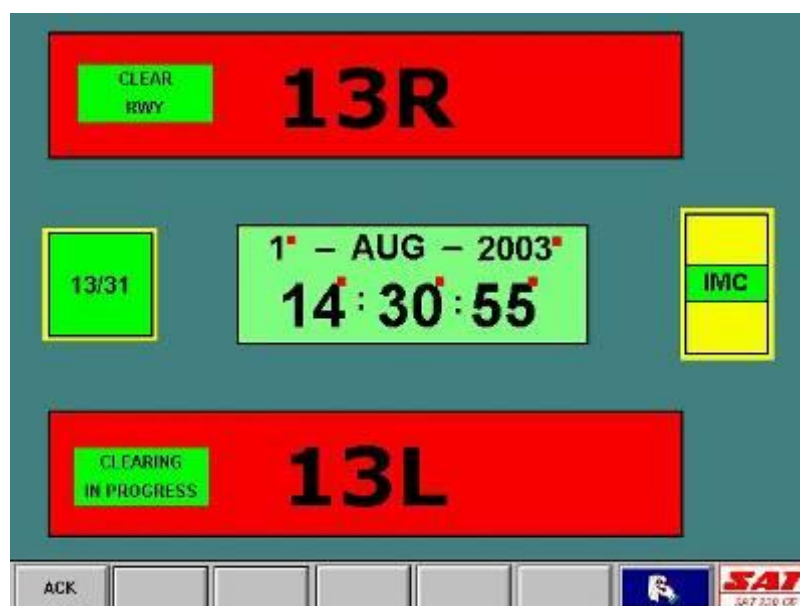 CLEAR
RWY
13R
13/31
1 – AUG – 2003
14 : 30 : 55
IMC
CLEARING
IN PROGRESS
13L
ACK
SAT